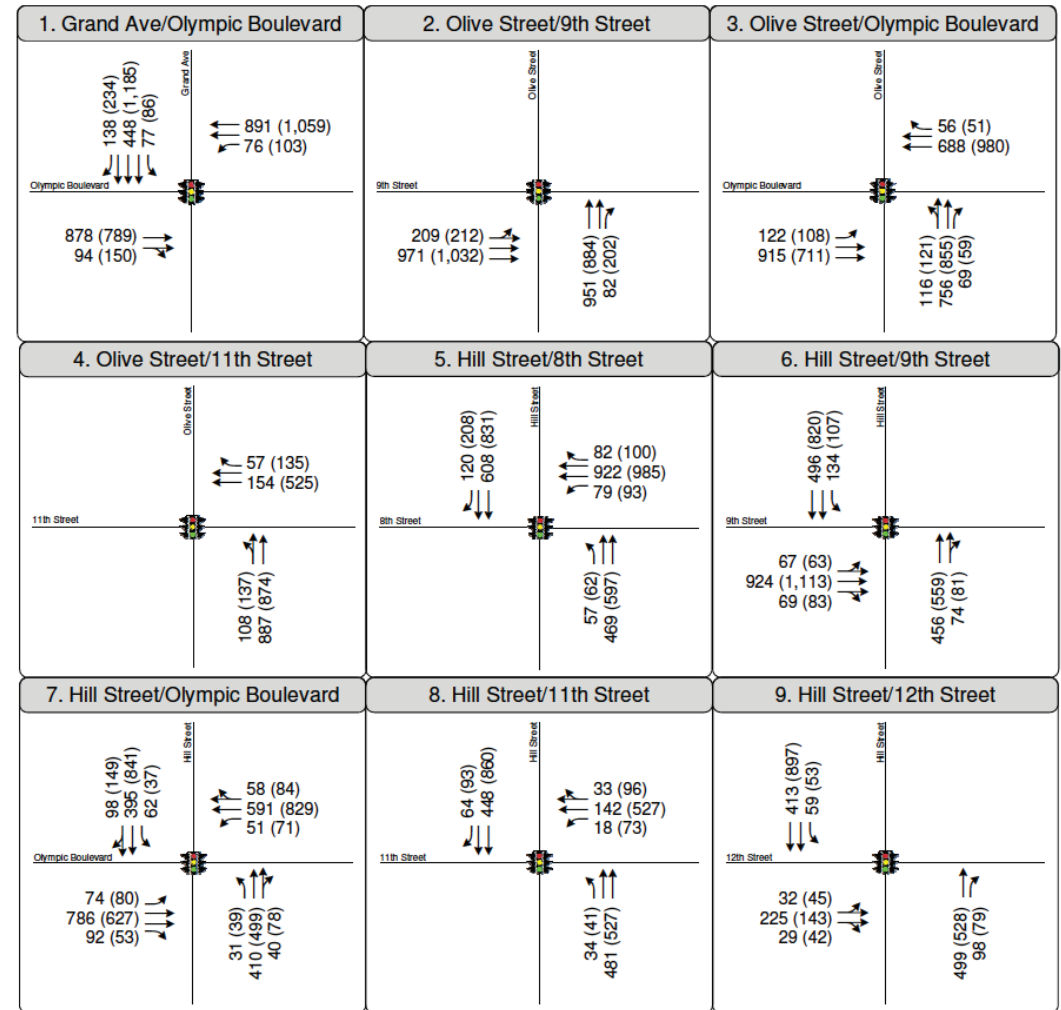 1. Grand Ave/Olympic Boulevard
Grand Ave
138 (234)
448 (1,185)
77 (86)
891 (1,059)
76 (103)
Olympic Boulevard
878 (789)
94 (150)
2. Olive Street/9th Street
Olive Street
9th Street
209 (212)
971 (1,032)
951 (884)
82 (202)
3. Olive Street/Olympic Boulevard
Olive Street
56 (51)
688 (980)
Olympic Boulevard
122 (108)
915 (711)
116 (121)
756 (855)
69 (59)
4. Olive Street/11th Street
Olive Street
57 (135)
154 (525)
11th Street
108 (137)
887 (874)
5. Hill Street/8th Street
Hill Street
120 (208)
608 (831)
82 (100)
922 (985)
79 (93)
8th Street
57 (62)
469 (597)
6. Hill Street/9th Street
Hill Street
496 (820)
134 (107)
9th Street
67 (63)
924 (1,113)
69 (83)
456 (559)
74 (81)
7. Hill Street/Olympic Boulevard
Hill Street
98 (149)
395 (841)
62 (37)
58 (84)
591 (829)
51 (71)
Olympic Boulevard
74 (80)
786 (627)
92 (53)
31 (39)
410 (499)
40 (78)
8. Hill Street/11th Street
Hill Street
64 (93)
448 (860)
33 (96)
142 (527)
18 (73)
11th Street
34 (41)
481 (527)
9. Hill Street/12th Street
Hill Street
413 (897)
59 (53)
12th Street
32 (45)
225 (143)
29 (42)
499 (528)
98 (79)